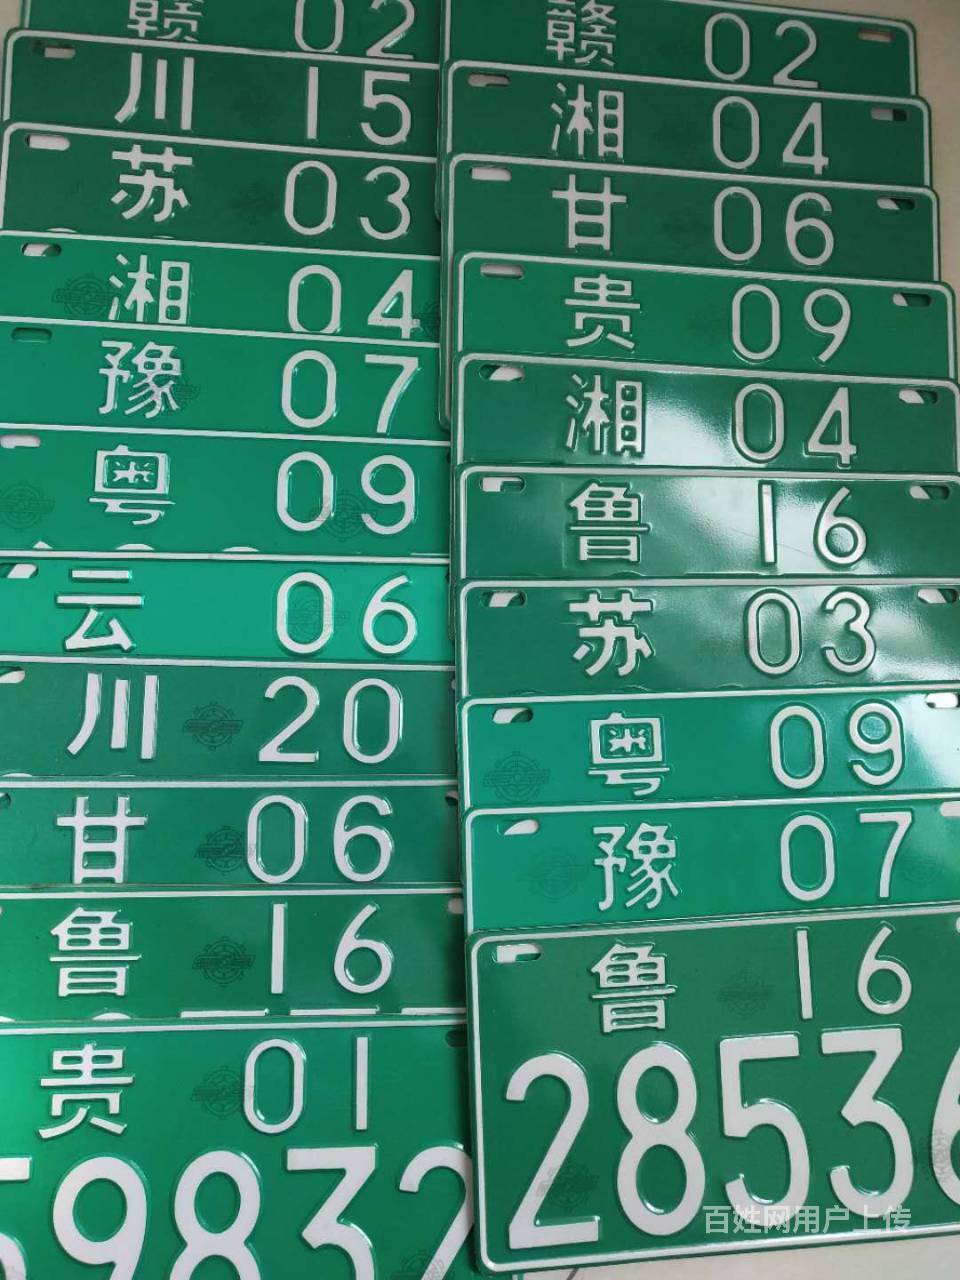 赣 02
川 15
苏 03
湘 04
豫 07
粤 09
云 06
川 20
甘 06
鲁 16
贵 01
59832
赣 02
湘 04
甘 06
贵 09
湘 04
鲁 16
苏 03
粤 09
豫 07
鲁 16
28536
百姓网用户上传